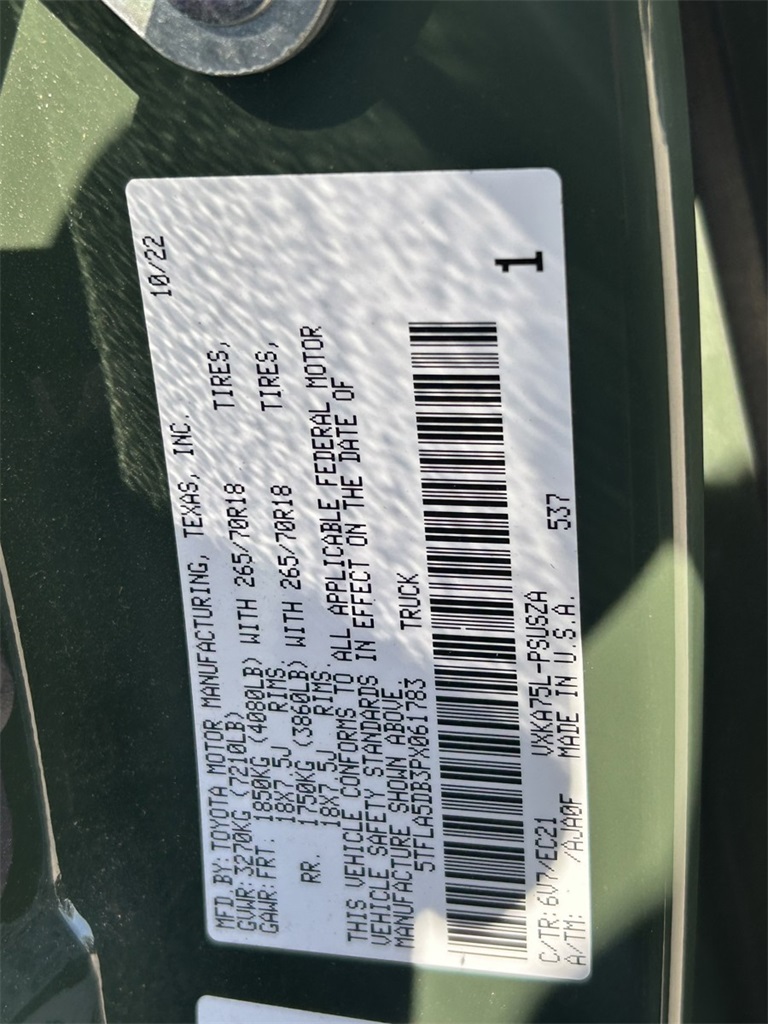 10/22
MFD.BY:TOYOTA MOTOR MANUFACTURING, TEXAS, INC.
GVWR:3270KG (7210LB)
GAWR:FRT. 1850KG (4080LB) WITH 265/70R18 TIRES,
18X7.5J RIMS,
RR. 1750KG (3860LB) WITH 265/70R18 TIRES,
18X7.5J RIMS.
THIS VEHICLE CONFORMS TO ALL APPLICABLE FEDERAL MOTOR
VEHICLE SAFETY STANDARDS IN EFFECT ON THE DATE OF
MANUFACTURE SHOWN ABOVE.
5TFLA5DB3PX061783 TRUCK
1
C/TR:6V7/EC21 VXKA75L-PSUSZA
A/TM: /AJA0F MADE IN U.S.A. 537